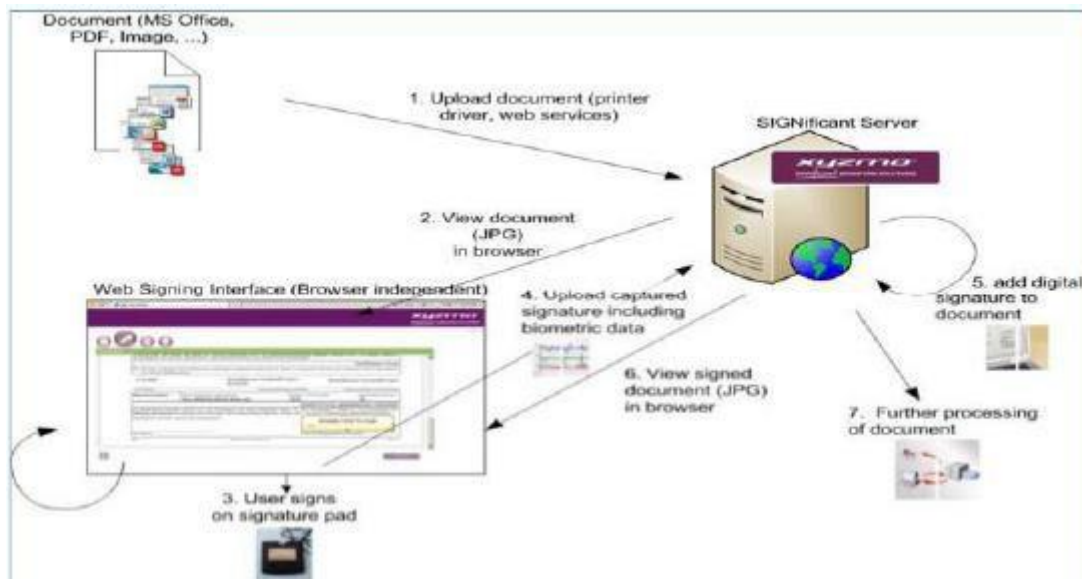 Document (MS Office,
PDF, Image, ...)
1. Upload document (printer
driver, web services)
SIGNificant Server
xyzmo
2. View document
(JPG)
in browser
Web Signing Interface (Browser independent)
xyzmo
4. Upload captured
signature including
biometric data
5. add digital
signature to
document
6. View signed
document (JPG)
in browser
7. Further processing
of document
3. User signs
on signature pad